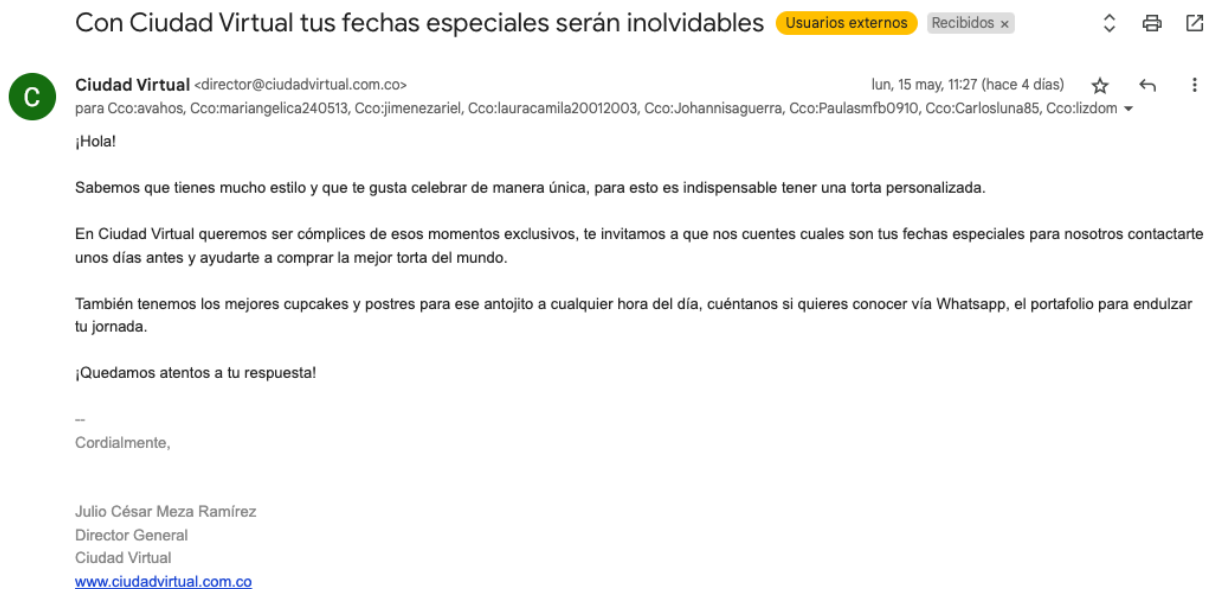 Con Ciudad Virtual tus fechas especiales serán inolvidables Usuarios externos Recibidos ×
C
Ciudad Virtual <director@ciudadvirtual.com.co> lun, 15 may, 11:27 (hace 4 días)
para Cco:avahos, Cco:mariangelica240513, Cco:jimenezariel, Cco:lauracamila20012003, Cco:Johannisaguerra, Cco:Paulasmfb0910, Cco:Carlosluna85, Cco:lizdom
¡Hola!
Sabemos que tienes mucho estilo y que te gusta celebrar de manera única, para esto es indispensable tener una torta personalizada.
En Ciudad Virtual queremos ser cómplices de esos momentos exclusivos, te invitamos a que nos cuentes cuales son tus fechas especiales para nosotros contactarte
unos días antes y ayudarte a comprar la mejor torta del mundo.
También tenemos los mejores cupcakes y postres para ese antojito a cualquier hora del día, cuéntanos si quieres conocer vía Whatsapp, el portafolio para endulzar
tu jornada.
¡Quedamos atentos a tu respuesta!
--
Cordialmente,
Julio César Meza Ramírez
Director General
Ciudad Virtual
www.ciudadvirtual.com.co